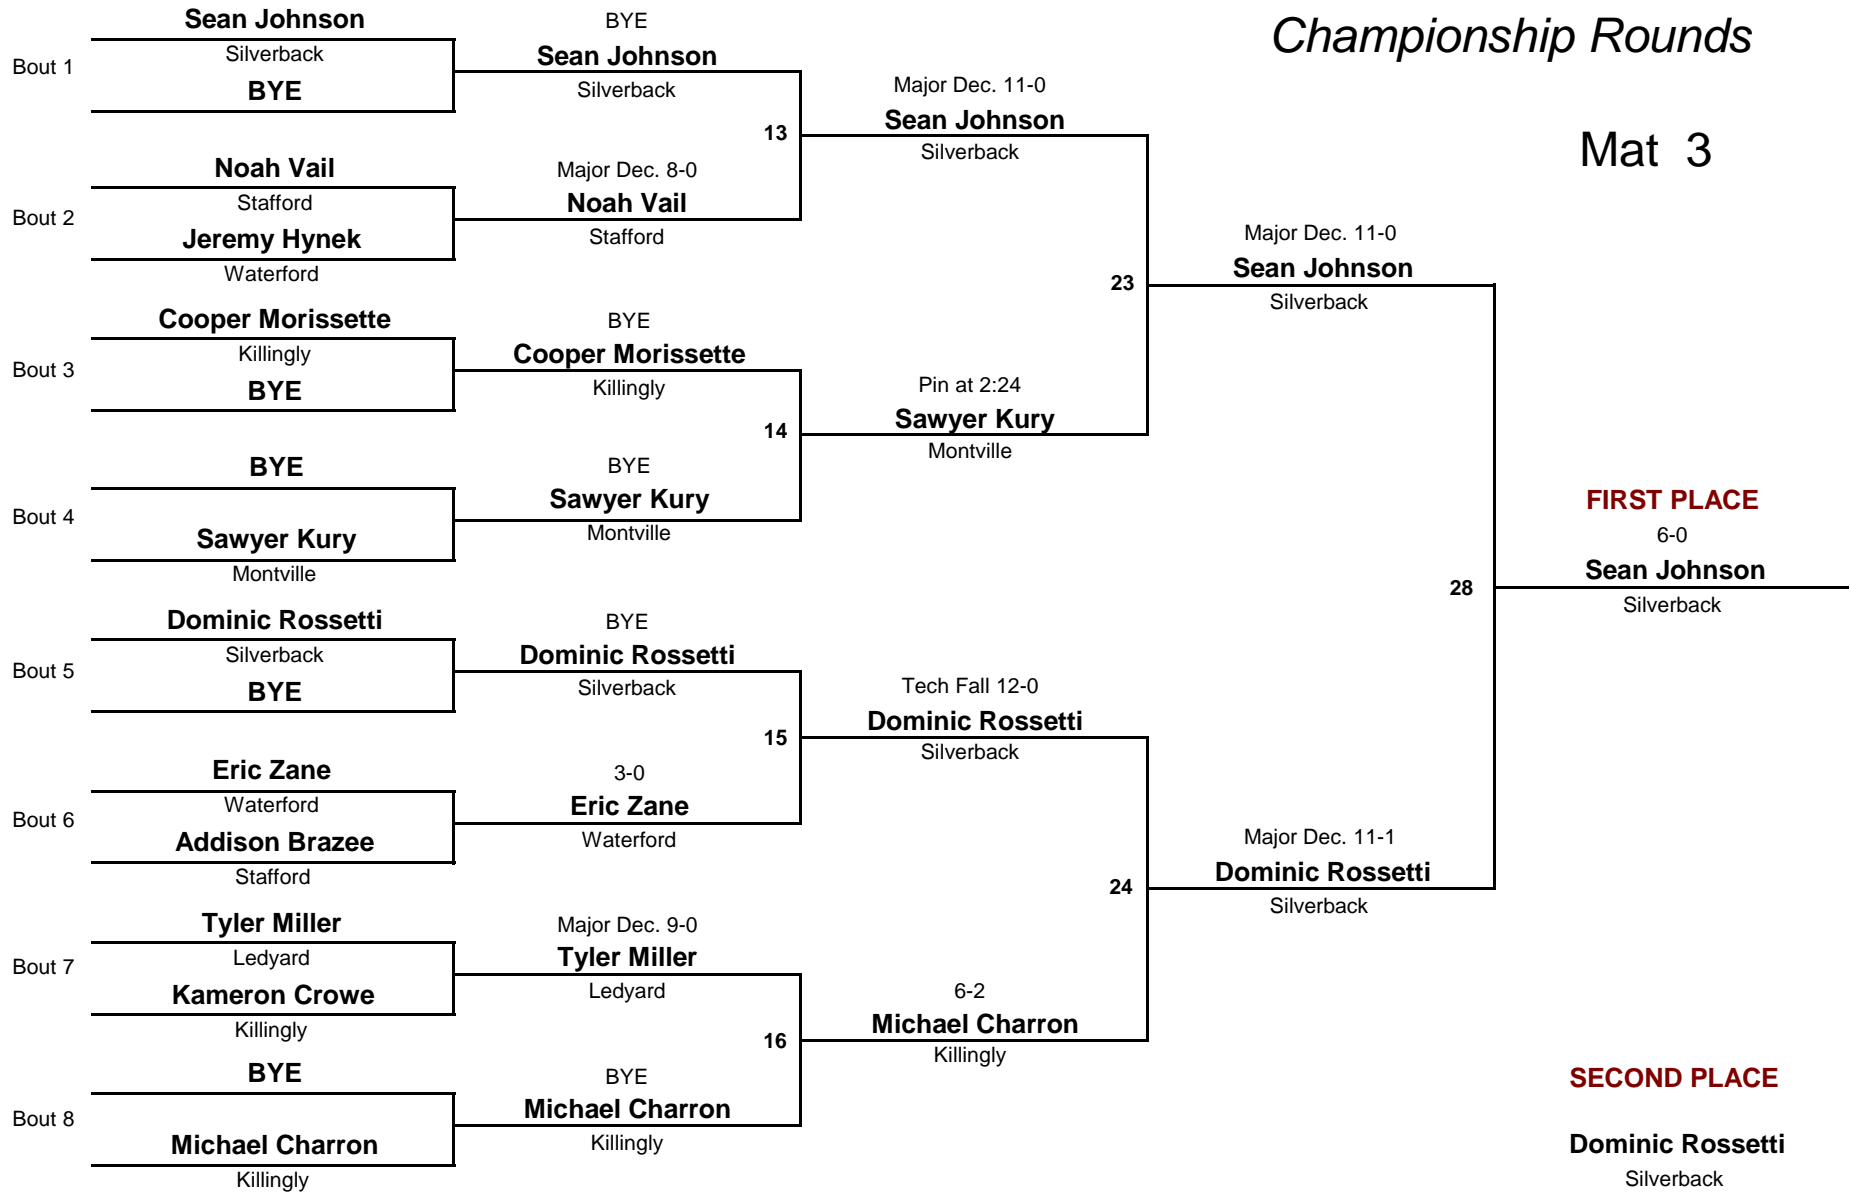 Championship Rounds
Mat 3
Bout 1
Sean Johnson
Silverback
BYE
Bout 2
Noah Vail
Stafford
Jeremy Hynek
Waterford
Bout 3
Cooper Morissette
Killingly
BYE
Bout 4
BYE
Sawyer Kury
Montville
Bout 5
Dominic Rossetti
Silverback
BYE
Bout 6
Eric Zane
Waterford
Addison Brazee
Stafford
Bout 7
Tyler Miller
Ledyard
Kameron Crowe
Killingly
Bout 8
BYE
Michael Charron
Killingly
BYE
Sean Johnson
Silverback
13
Major Dec. 8-0
Noah Vail
Stafford
BYE
Cooper Morissette
Killingly
14
BYE
Sawyer Kury
Montville
BYE
Dominic Rossetti
Silverback
15
3-0
Eric Zane
Waterford
Major Dec. 9-0
Tyler Miller
Ledyard
16
BYE
Michael Charron
Killingly
Major Dec. 11-0
Sean Johnson
Silverback
23
Pin at 2:24
Sawyer Kury
Montville
Tech Fall 12-0
Dominic Rossetti
Silverback
24
6-2
Michael Charron
Killingly
Major Dec. 11-0
Sean Johnson
Silverback
28
Major Dec. 11-1
Dominic Rossetti
Silverback
FIRST PLACE
6-0
Sean Johnson
Silverback
SECOND PLACE
Dominic Rossetti
Silverback